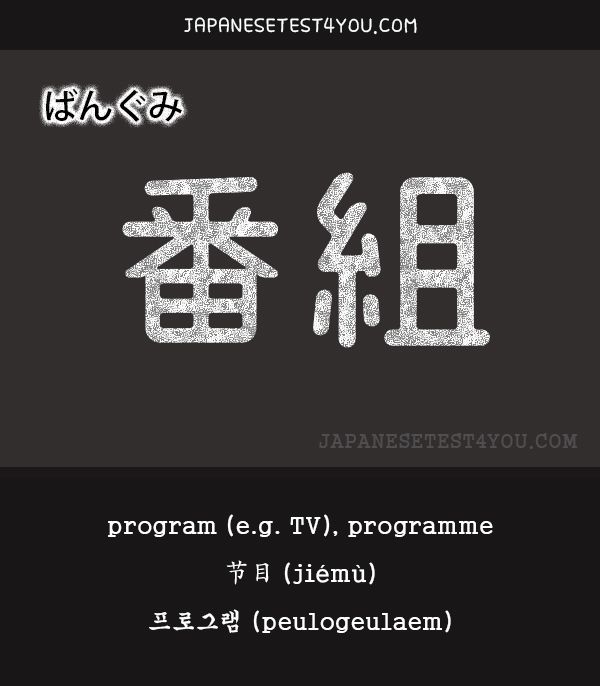 JAPANESETEST4YOU.COM
ばんぐみ
番組
JAPANESETEST4YOU.COM
program (e.g. TV), programme
节目 (jiémù)
프로그램 (peulogeulaem)